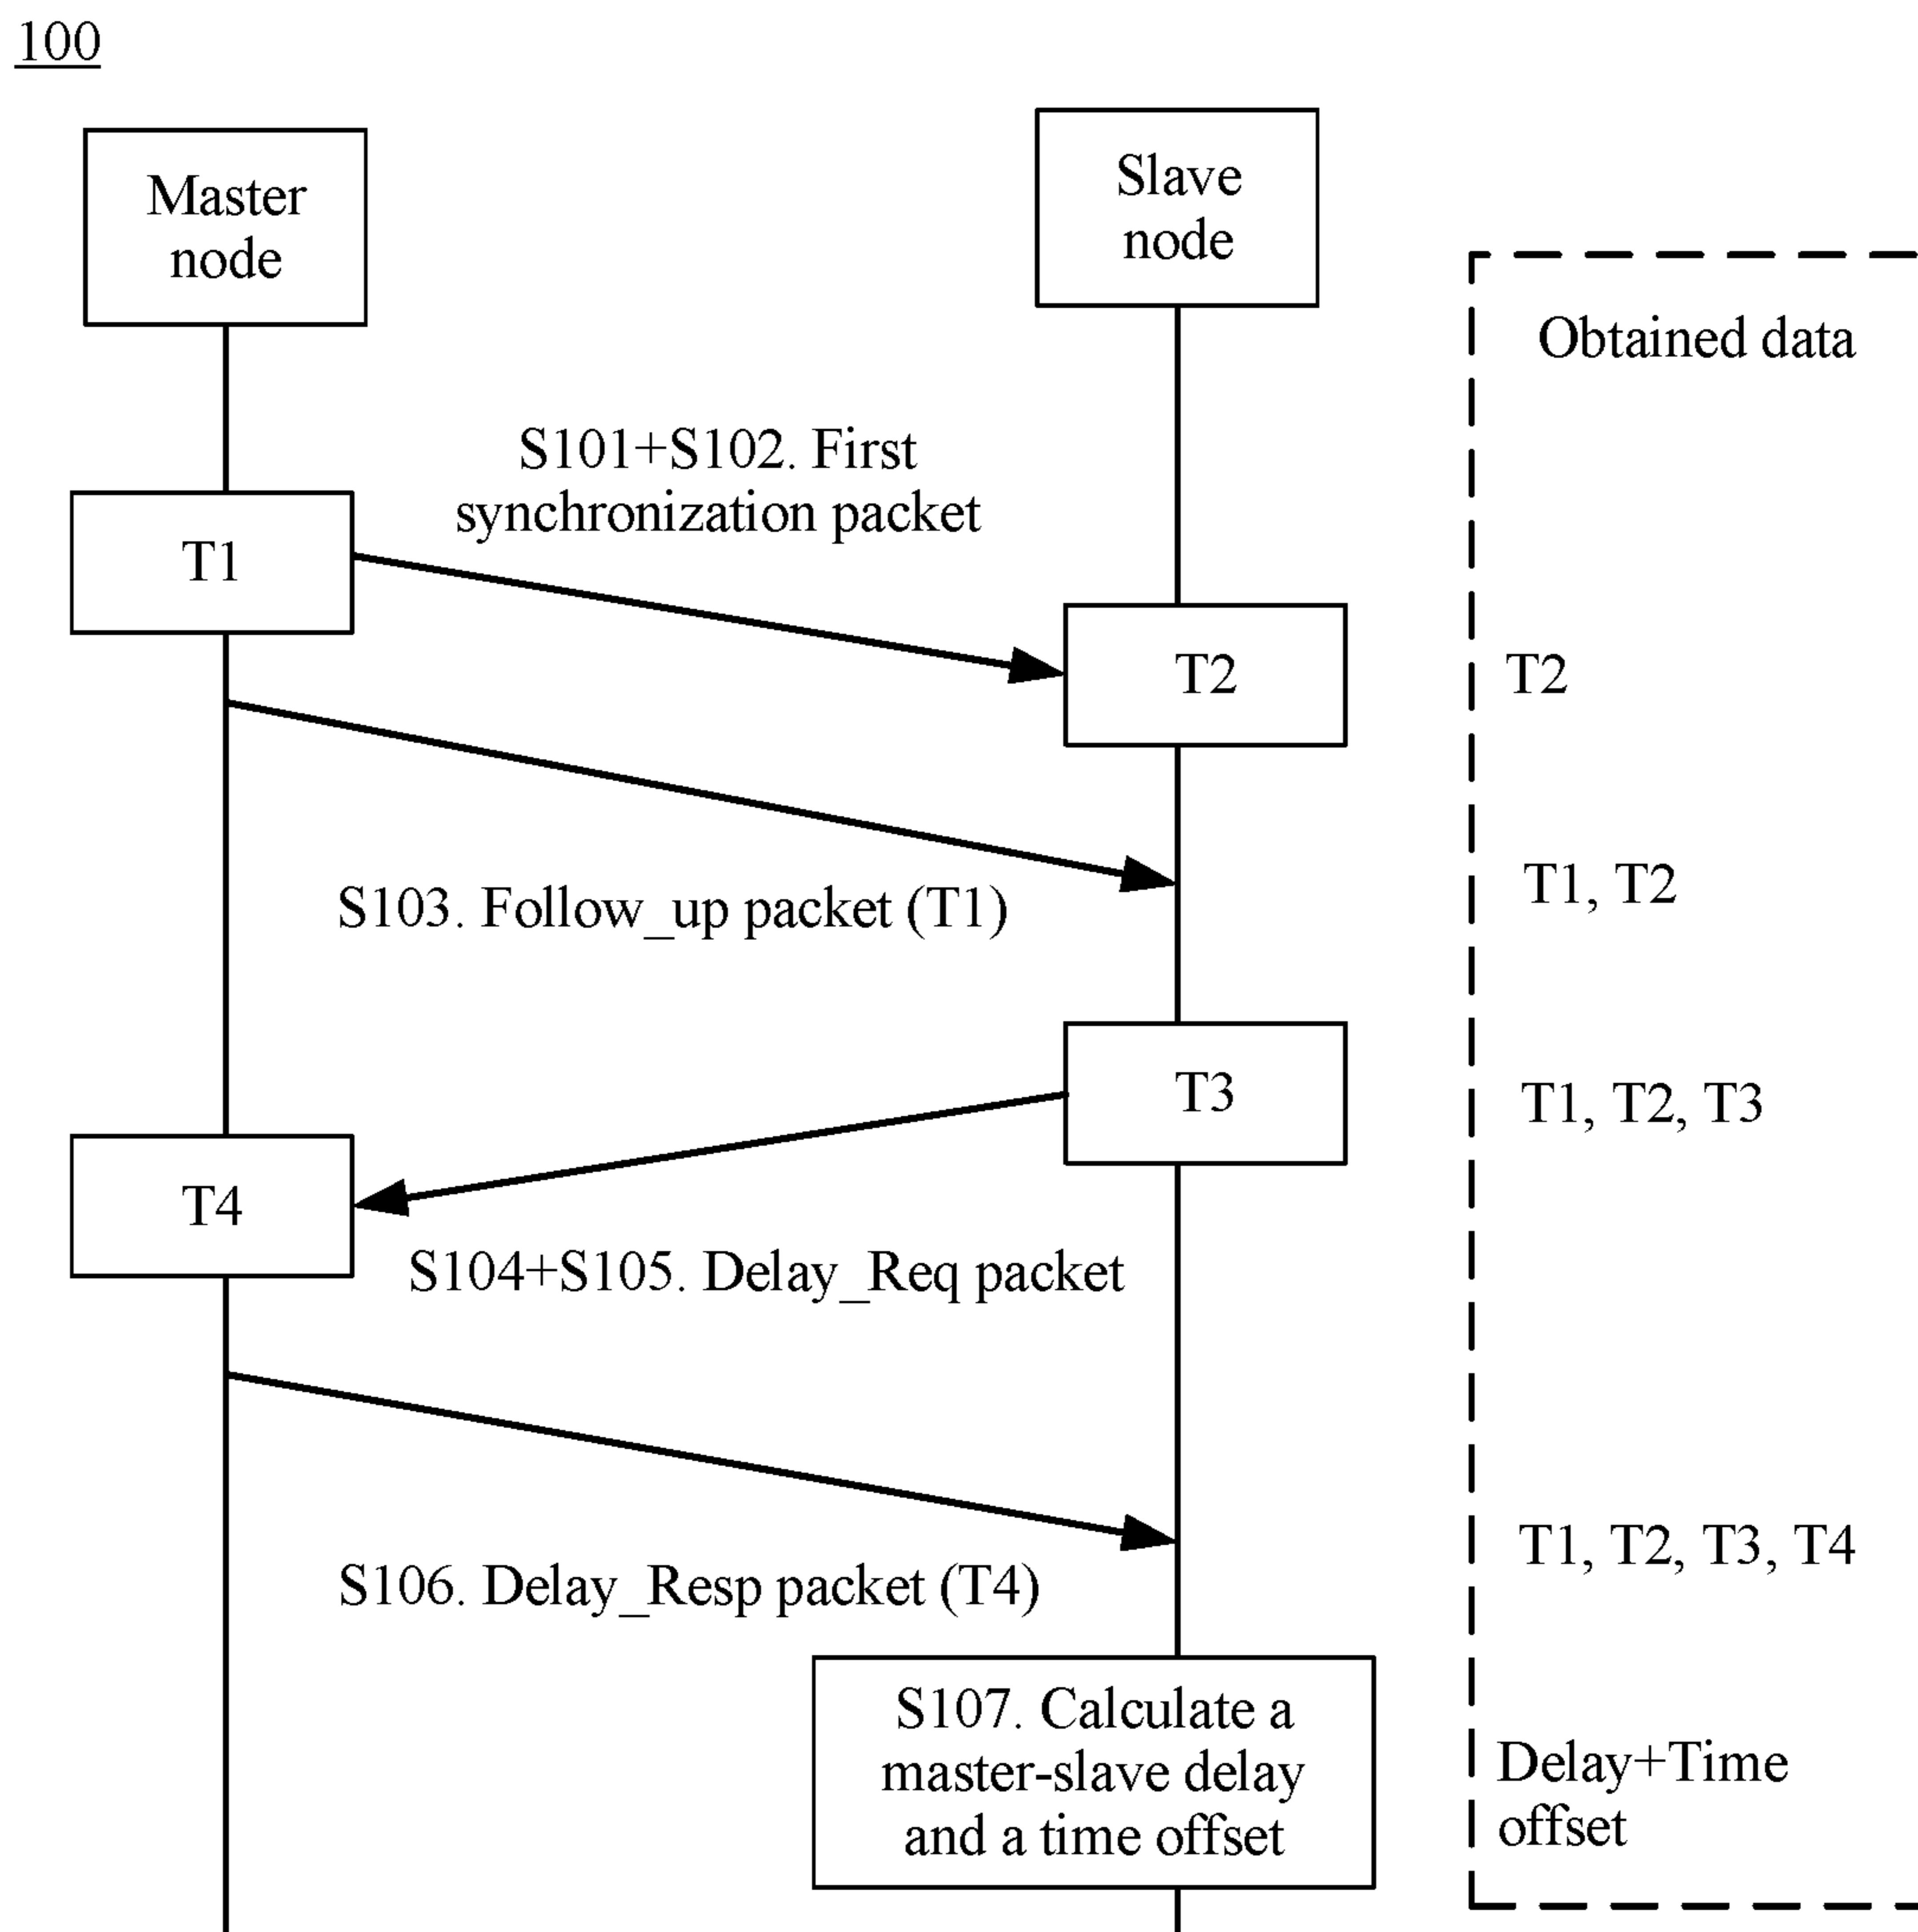 100
Master
node
Slave
node
Obtained data
S101+S102. First
synchronization packet
T1
T2
T2
S103. Follow_up packet (T1)
T1, T2
T3
T1, T2, T3
T4
S104+S105. Delay_Req packet
T1, T2, T3, T4
S106. Delay_Resp packet (T4)
S107. Calculate a
master-slave delay
and a time offset
Delay+Time
offset